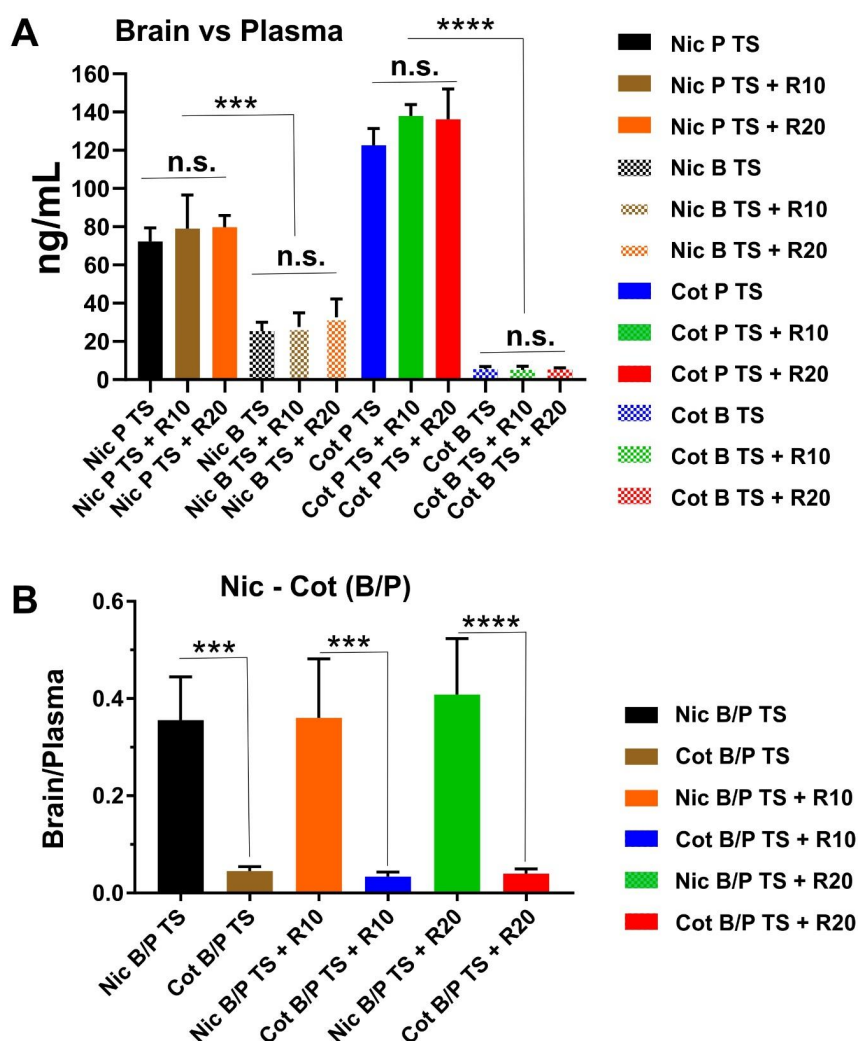 A
Brain vs Plasma
****
n.s.
***
n.s.
n.s.
n.s.
ng/mL
160
140
120
100
80
60
40
20
0
Nic P TS
Nic P TS + R10
Nic P TS + R20
Nic B TS
Nic B TS + R10
Nic B TS + R20
Cot P TS
Cot P TS + R10
Cot P TS + R20
Cot B TS
Cot B TS + R10
Cot B TS + R20
Nic P TS
Nic P TS + R10
Nic P TS + R20
Nic B TS
Nic B TS + R10
Nic B TS + R20
Cot P TS
Cot P TS + R10
Cot P TS + R20
Cot B TS
Cot B TS + R10
Cot B TS + R20
B
Nic - Cot (B/P)
***
***
****
Brain/Plasma
0.6
0.4
0.2
0.0
Nic B/P TS
Cot B/P TS
Nic B/P TS + R10
Cot B/P TS + R10
Nic B/P TS + R20
Cot B/P TS + R20
Nic B/P TS
Cot B/P TS
Nic B/P TS + R10
Cot B/P TS + R10
Nic B/P TS + R20
Cot B/P TS + R20